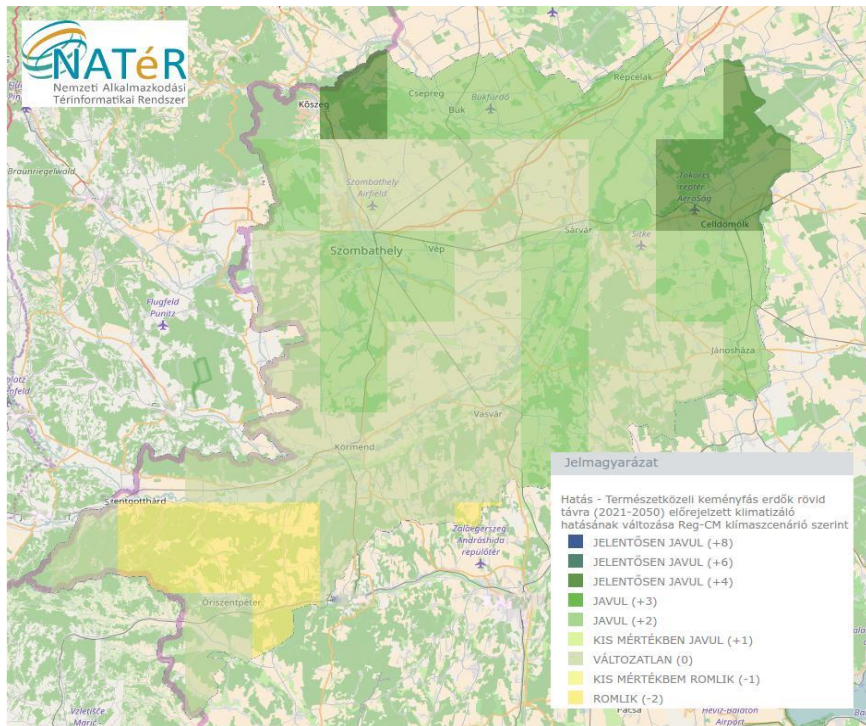 NATéR
Nemzeti Alkalmazkodási
Térinformatikai Rendszer
Kőszeg
Csepreg
Bük
Bükfürdő
Répcelak
Braunriegelwald
Szombathely
Airfield
Tokorcs
reptér
AeroSág
Celldömölk
Szombathely
Vép
Sárvár
Sitke
Flugfeld
Punitz
Jánosháza
Vasvár
Körmend
Szentgotthárd
Zalaegerszeg
Andráshida
repülőtér
Őriszentpéter
Jelmagyarázat
Hatás - Természetközeli keményfás erdők rövid
távra (2021-2050) előrejelzett klimatizáló
hatásának változása Reg-CM klímaszcenárió szerint
JELENTŐSEN JAVUL (+8)
JELENTŐSEN JAVUL (+6)
JELENTŐSEN JAVUL (+4)
JAVUL (+3)
JAVUL (+2)
KIS MÉRTÉKBEN JAVUL (+1)
VÁLTOZATLAN (0)
KIS MÉRTÉKBEM ROMLIK (-1)
ROMLIK (-2)
Vzletišče
Marić -
Pacsa
Hévíz-Balaton
Airport